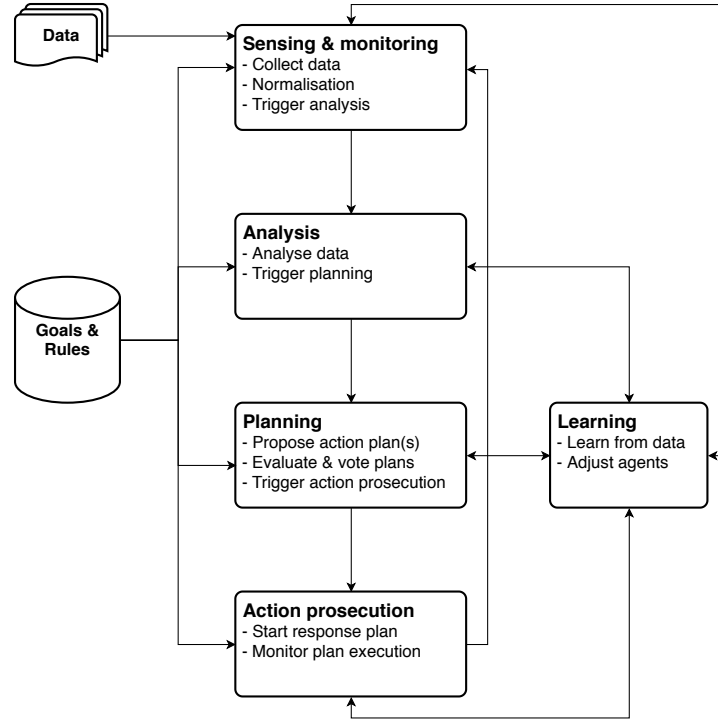 Data
Sensing & monitoring
- Collect data
- Normalisation
- Trigger analysis
Analysis
- Analyse data
- Trigger planning
Goals &
Rules
Planning
- Propose action plan(s)
- Evaluate & vote plans
- Trigger action prosecution
Learning
- Learn from data
- Adjust agents
Action prosecution
- Start response plan
- Monitor plan execution